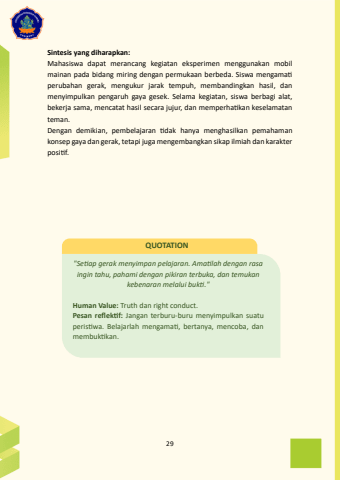 Sintesis yang diharapkan:
Mahasiswa dapat merancang kegiatan eksperimen menggunakan mobil
mainan pada bidang miring dengan permukaan berbeda. Siswa mengamati
perubahan gerak, mengukur jarak tempuh, membandingkan hasil, dan
menyimpulkan pengaruh gaya gesek. Selama kegiatan, siswa berbagi alat,
bekerja sama, mencatat hasil secara jujur, dan memperhatikan keselamatan
teman.
Dengan demikian, pembelajaran tidak hanya menghasilkan pemahaman
konsep gaya dan gerak, tetapi juga mengembangkan sikap ilmiah dan karakter
positif.
QUOTATION
"Setiap gerak menyimpan pelajaran. Amatilah dengan rasa
ingin tahu, pahami dengan pikiran terbuka, dan temukan
kebenaran melalui bukti."
Human Value: Truth dan right conduct.
Pesan reflektif: Jangan terburu-buru menyimpulkan suatu
peristiwa. Belajarlah mengamati, bertanya, mencoba, dan
membuktikan.
29